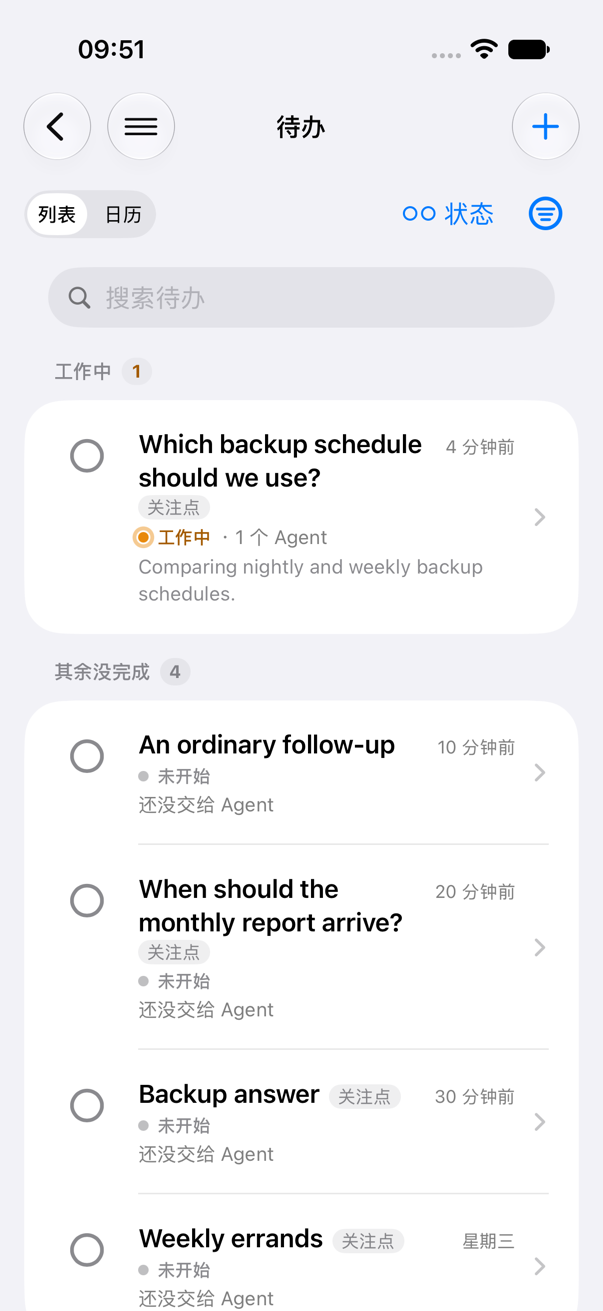 09:51
待办
列表 日历 状态
搜索待办
工作中 1
Which backup schedule 4 分钟前
should we use?
关注点
工作中 · 1 个 Agent
Comparing nightly and weekly backup
schedules.
其余没完成 4
An ordinary follow-up 10 分钟前
未开始
还没交给 Agent
When should the 20 分钟前
monthly report arrive?
关注点
未开始
还没交给 Agent
Backup answer 关注点 30 分钟前
未开始
还没交给 Agent
Weekly errands 关注点 星期三
未开始
还没交给 Agent